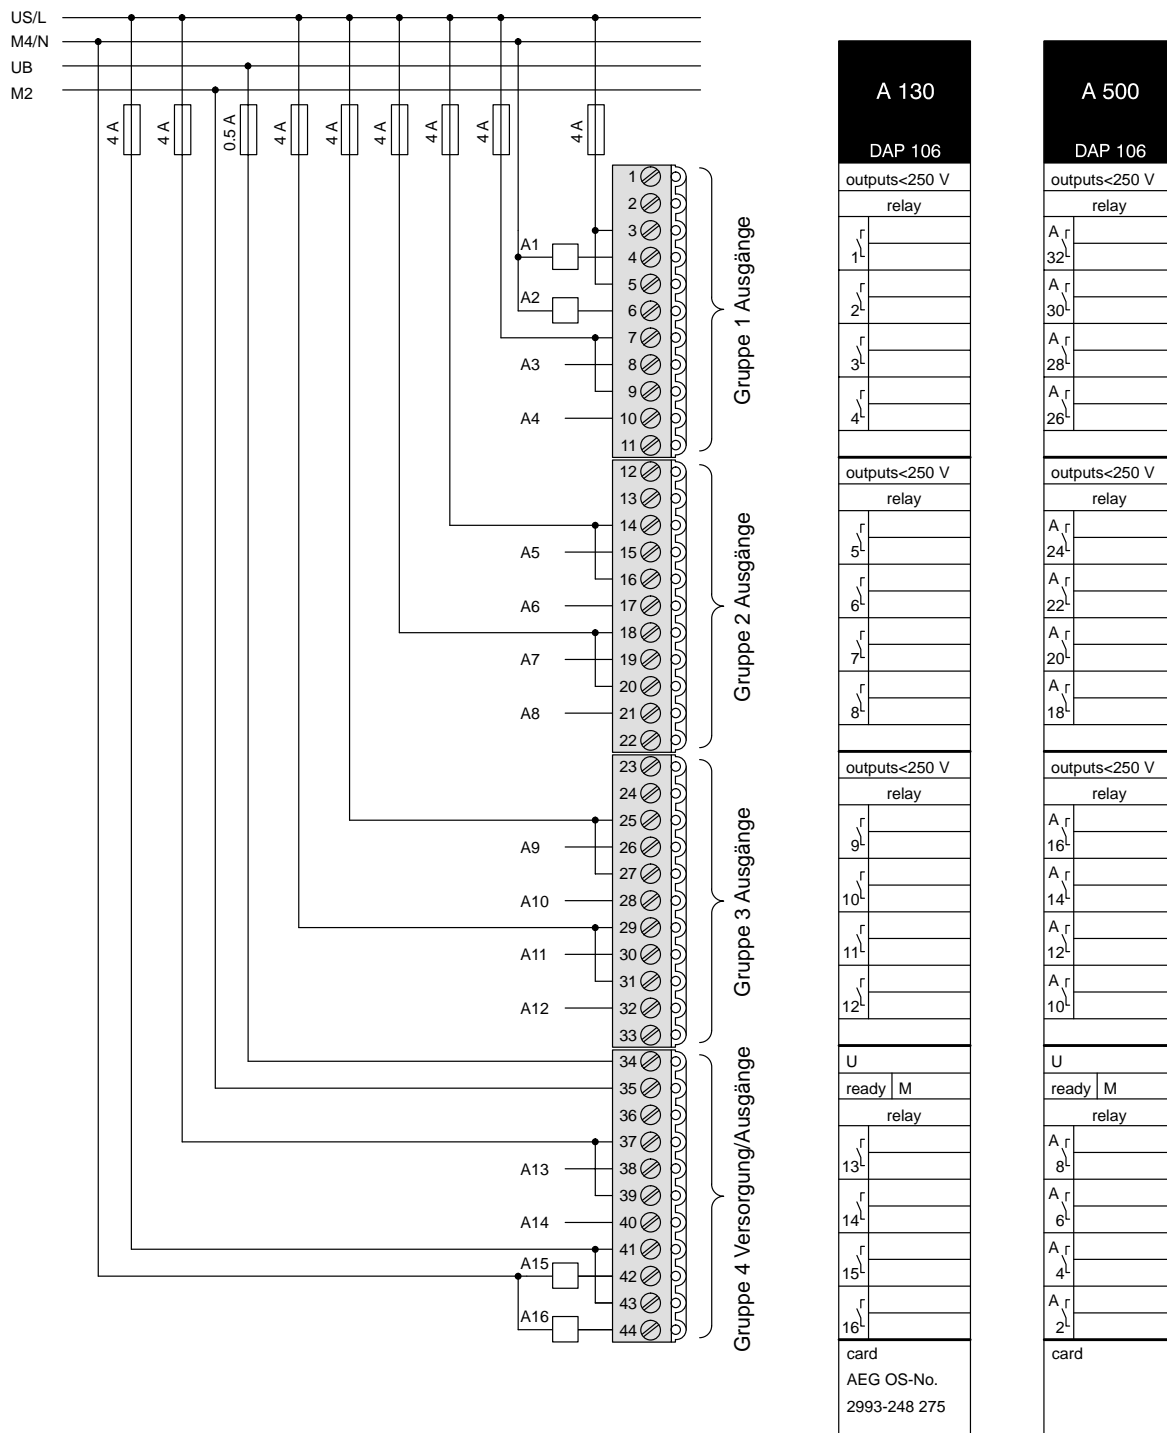 US/L
M4/N
UB
M2
4 A
4 A
0.5 A
4 A
4 A
4 A
4 A
4 A
4 A
1
2
3
A1
4
5
A2
6
7
A3
8
9
A4
10
11
Gruppe 1 Ausgänge
12
13
14
A5
15
16
A6
17
18
A7
19
20
A8
21
22
Gruppe 2 Ausgänge
23
24
25
A9
26
27
A10
28
29
A11
30
31
A12
32
33
Gruppe 3 Ausgänge
34
35
36
37
A13
38
39
A14
40
41
A15
42
43
A16
44
Gruppe 4 Versorgung/Ausgänge
A 130
DAP 106
outputs<250 V
relay
1
2
3
4
outputs<250 V
relay
5
6
7
8
outputs<250 V
relay
9
10
11
12
U
ready M
relay
13
14
15
16
card
AEG OS-No.
2993-248 275
A 500
DAP 106
outputs<250 V
relay
A
32
A
30
A
28
A
26
outputs<250 V
relay
A
24
A
22
A
20
A
18
outputs<250 V
relay
A
16
A
14
A
12
A
10
U
ready M
relay
A
8
A
6
A
4
A
2
card